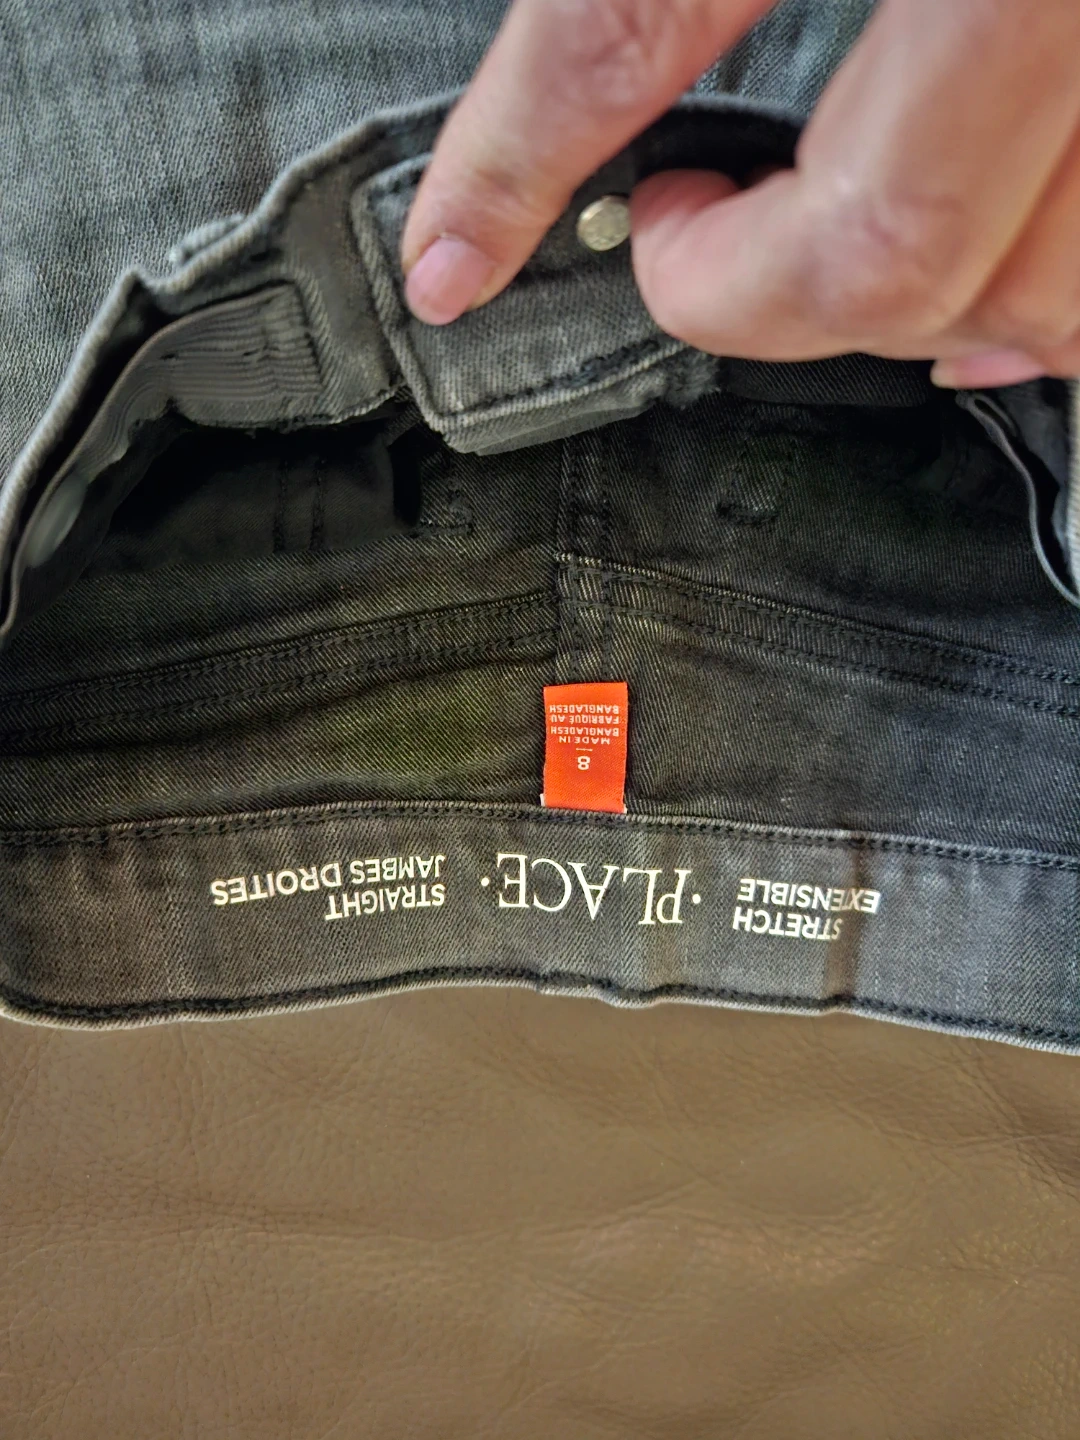 STRETCH
EXTENSIBLE
· PLACE ·
STRAIGHT
JAMBES DROITES
8
MADE IN
BANGLADESH
FABRIQUÉ AU
BANGLADESH